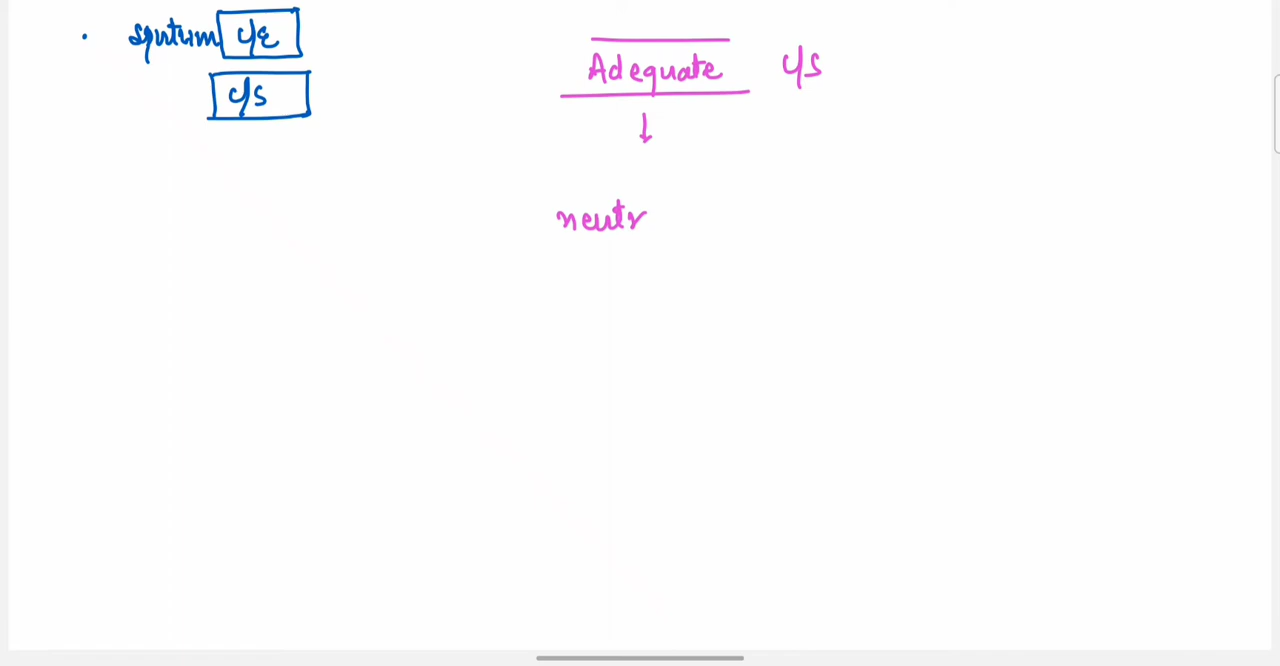 · sputum c/ε
c/s
Adequate c/s
↓
neutr